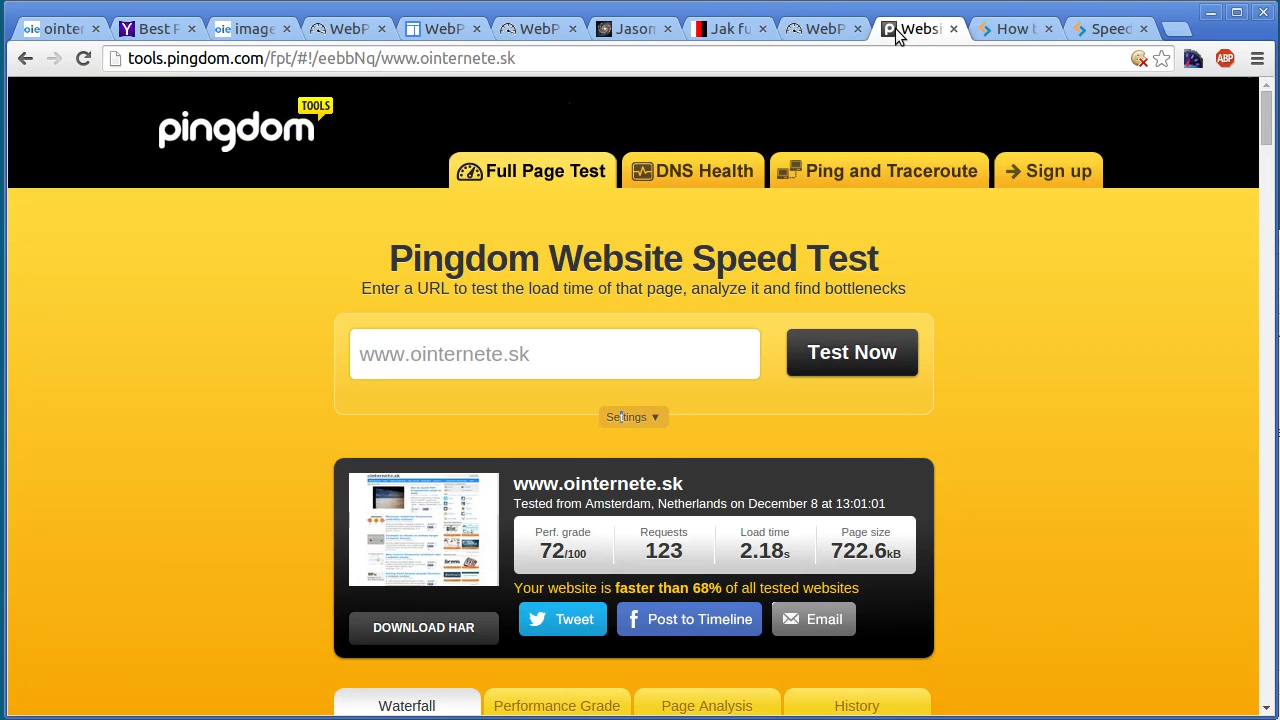 ointer
Best P
image
WebP
WebP
WebP
Jason
Jak fu
WebP
Websi
How t
Speed
tools.pingdom.com/fpt/#!/eebbNq/www.ointernete.sk
ABP
pingdom TOOLS
Full Page Test
DNS Health
Ping and Traceroute
Sign up
Pingdom Website Speed Test
Enter a URL to test the load time of that page, analyze it and find bottlenecks
www.ointernete.sk
Test Now
Settings ▼
www.ointernete.sk
Tested from Amsterdam, Netherlands on December 8 at 13:01:01
Perf. grade Requests Load time Page size
72/100 123 2.18s 722.6kB
Your website is faster than 68% of all tested websites
DOWNLOAD HAR
Tweet
Post to Timeline
Email
Waterfall
Performance Grade
Page Analysis
History